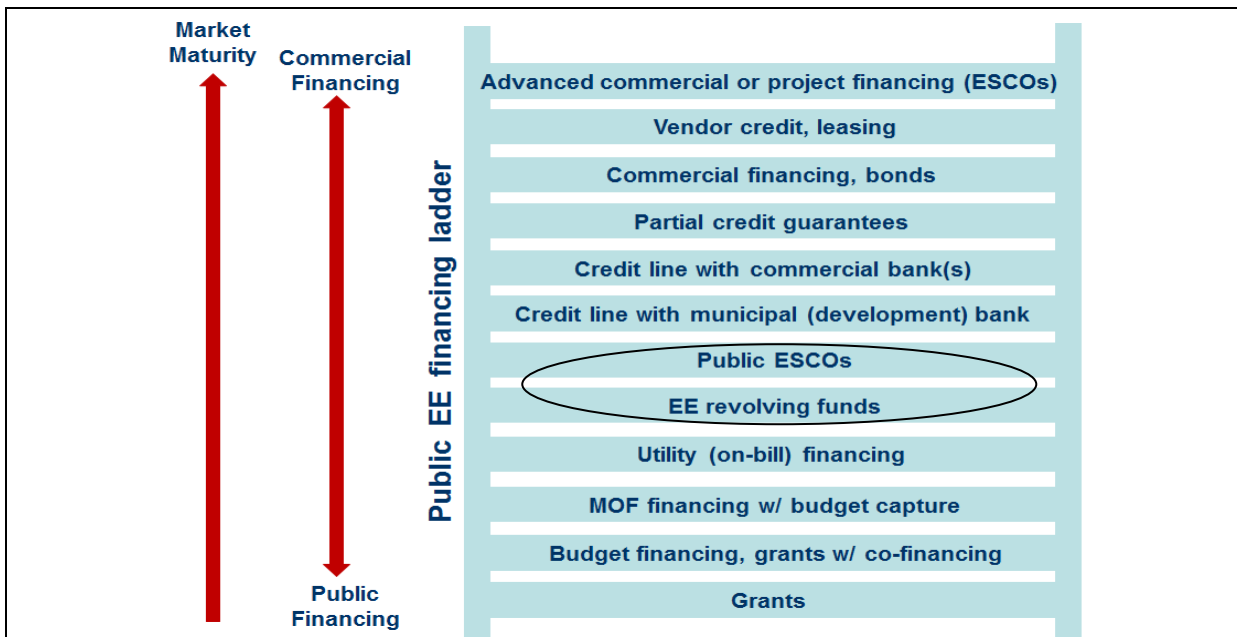 Market
Maturity
Commercial
Financing
Public EE financing ladder
Advanced commercial or project financing (ESCOs)
Vendor credit, leasing
Commercial financing, bonds
Partial credit guarantees
Credit line with commercial bank(s)
Credit line with municipal (development) bank
Public ESCOs
EE revolving funds
Utility (on-bill) financing
MOF financing w/ budget capture
Budget financing, grants w/ co-financing
Grants
Public
Financing